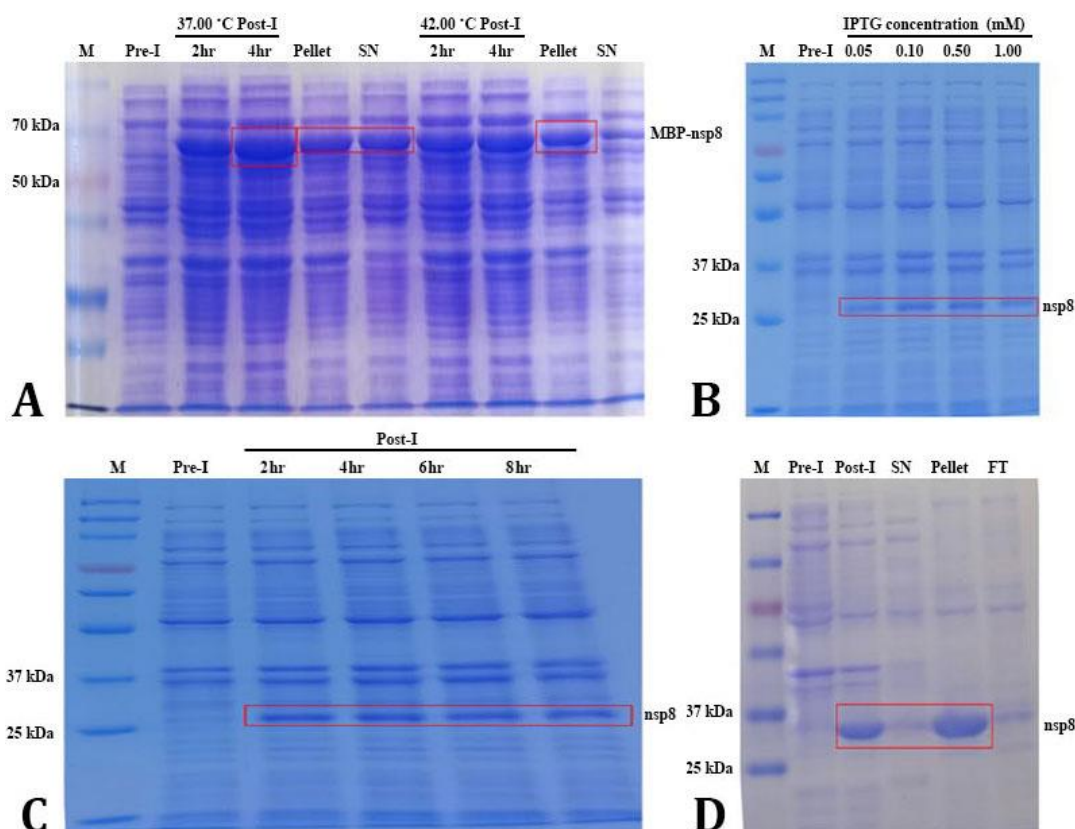 37.00 °C Post-I 42.00 °C Post-I
M Pre-I 2hr 4hr Pellet SN 2hr 4hr Pellet SN
70 kDa
MBP-nsp8
50 kDa
A
IPTG concentration (mM)
M Pre-I 0.05 0.10 0.50 1.00
37 kDa
nsp8
25 kDa
B
Post-I
M Pre-I 2hr 4hr 6hr 8hr
37 kDa
nsp8
25 kDa
C
M Pre-I Post-I SN Pellet FT
37 kDa
nsp8
25 kDa
D